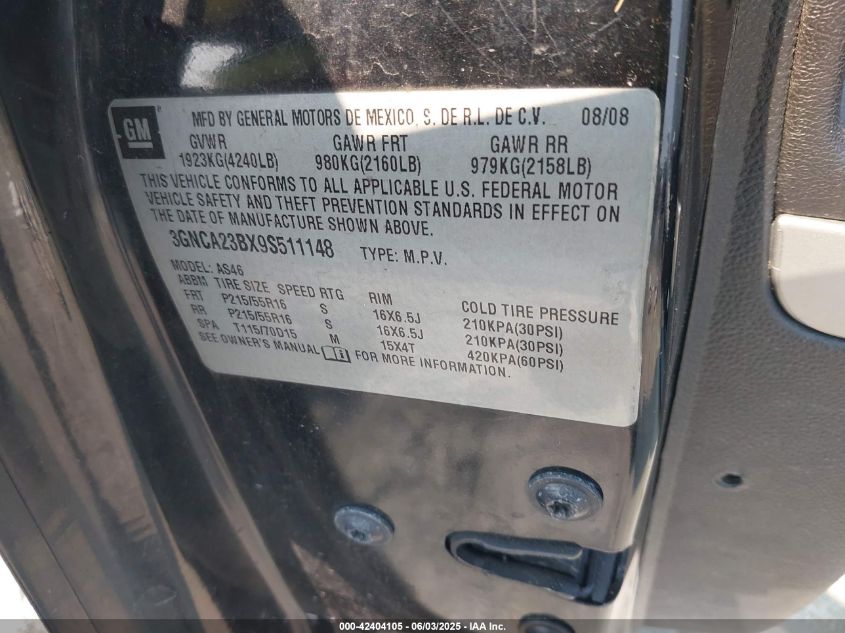 GM
MFD BY GENERAL MOTORS DE MEXICO, S. DE R.L. DE C.V. 08/08
GVWR GAWR FRT GAWR RR
1923KG(4240LB) 980KG(2160LB) 979KG(2158LB)
THIS VEHICLE CONFORMS TO ALL APPLICABLE U.S. FEDERAL MOTOR
VEHICLE SAFETY AND THEFT PREVENTION STANDARDS IN EFFECT ON
THE DATE OF MANUFACTURE SHOWN ABOVE.
3GNCA23BX9S511148 TYPE: M.P.V.
MODEL: AS46
ABBM TIRE SIZE SPEED RTG RIM COLD TIRE PRESSURE
FRT P215/55R16 S 16X6.5J 210KPA(30PSI)
RR P215/55R16 S 16X6.5J 210KPA(30PSI)
SPA T115/70D15 M 15X4T 420KPA(60PSI)
SEE OWNER'S MANUAL FOR MORE INFORMATION.
000-42404105 - 06/03/2025 - IAA Inc.